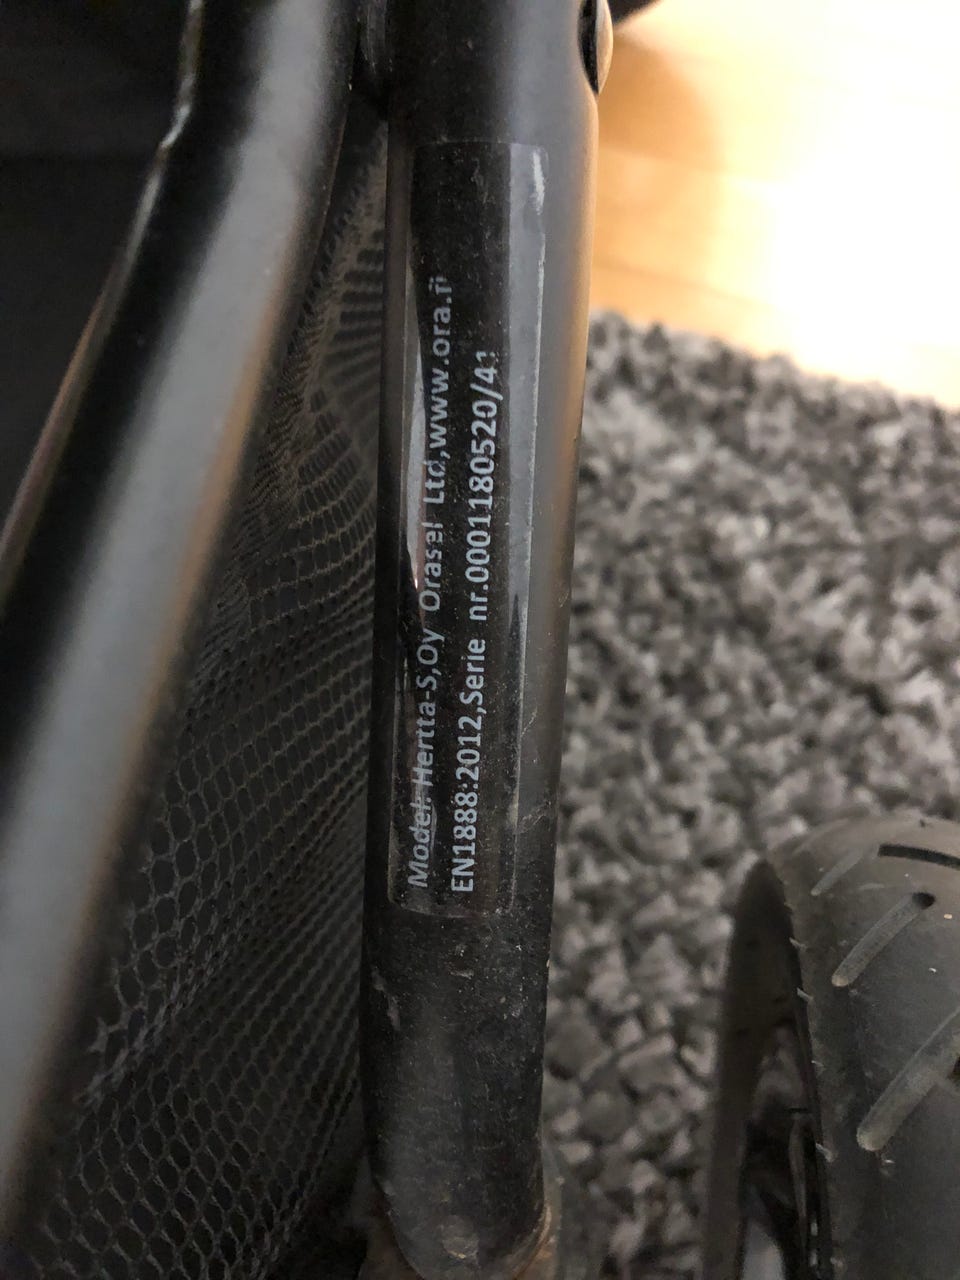 Model: Hertta-S,Oy Orasel Ltd,www.ora.fi
EN1888:2012,Serie nr.0001180520/41